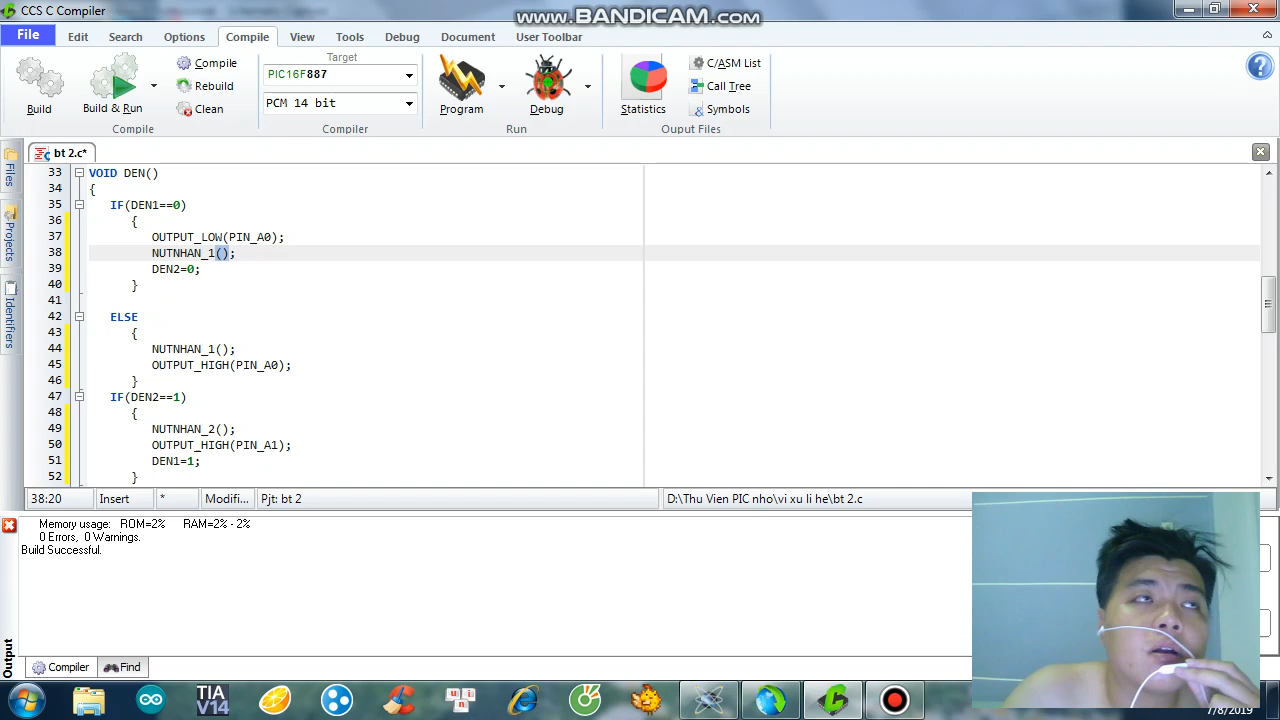 CCS C Compiler
www.BANDICAM.com
File Edit Search Options Compile View Tools Debug Document User Toolbar
Target
PIC16F887
PCM 14 bit
Compile
Rebuild
Clean
Build
Build & Run
Program
Debug
Statistics
C/ASM List
Call Tree
Symbols
Compile Compiler Run Ouput Files
bt 2.c*
Files
Projects
Identifiers
33 VOID DEN()
34 {
35 IF(DEN1==0)
36 {
37 OUTPUT_LOW(PIN_A0);
38 NUTNHAN_1();
39 DEN2=0;
40 }
41
42 ELSE
43 {
44 NUTNHAN_1();
45 OUTPUT_HIGH(PIN_A0);
46 }
47 IF(DEN2==1)
48 {
49 NUTNHAN_2();
50 OUTPUT_HIGH(PIN_A1);
51 DEN1=1;
52 }
38:20 Insert * Modifi... Pjt: bt 2 D:\Thu Vien PIC nho\vi xu li he\bt 2.c
Memory usage: ROM=2% RAM=2% - 2%
0 Errors, 0 Warnings.
Build Successful.
Output
Compiler Find
TIA
V14
7/8/2019